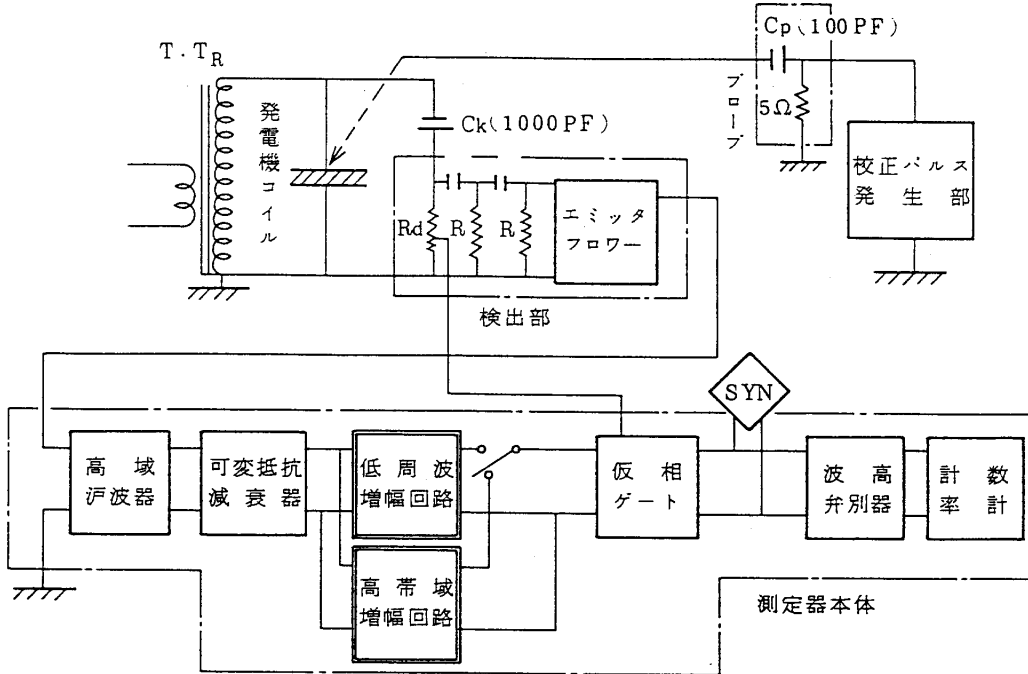 T.TR
発電機コイル
Ck(1000PF)
Cp(100PF)
プローブ
5Ω
校正パルス
発生部
Rd
R
R
エミッタ
フロワー
検出部
SYN
高域
沪波器
可変抵抗
減衰器
低周波
増幅回路
高帯域
増幅回路
仮相
ゲート
波高
弁別器
計数
率計
測定器本体